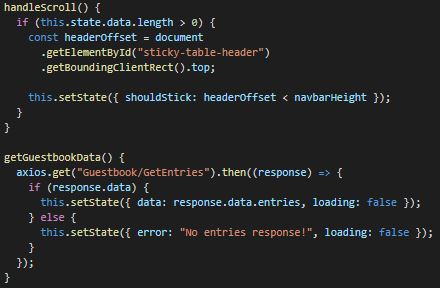 handleScroll() {
  if (this.state.data.length > 0) {
    const headerOffset = document
      .getElementById("sticky-table-header")
      .getBoundingClientRect().top;

    this.setState({ shouldStick: headerOffset < navbarHeight });
  }
}

getGuestbookData() {
  axios.get("Guestbook/GetEntries").then((response) => {
    if (response.data) {
      this.setState({ data: response.data.entries, loading: false });
    } else {
      this.setState({ error: "No entries response!", loading: false });
    }
  });
}